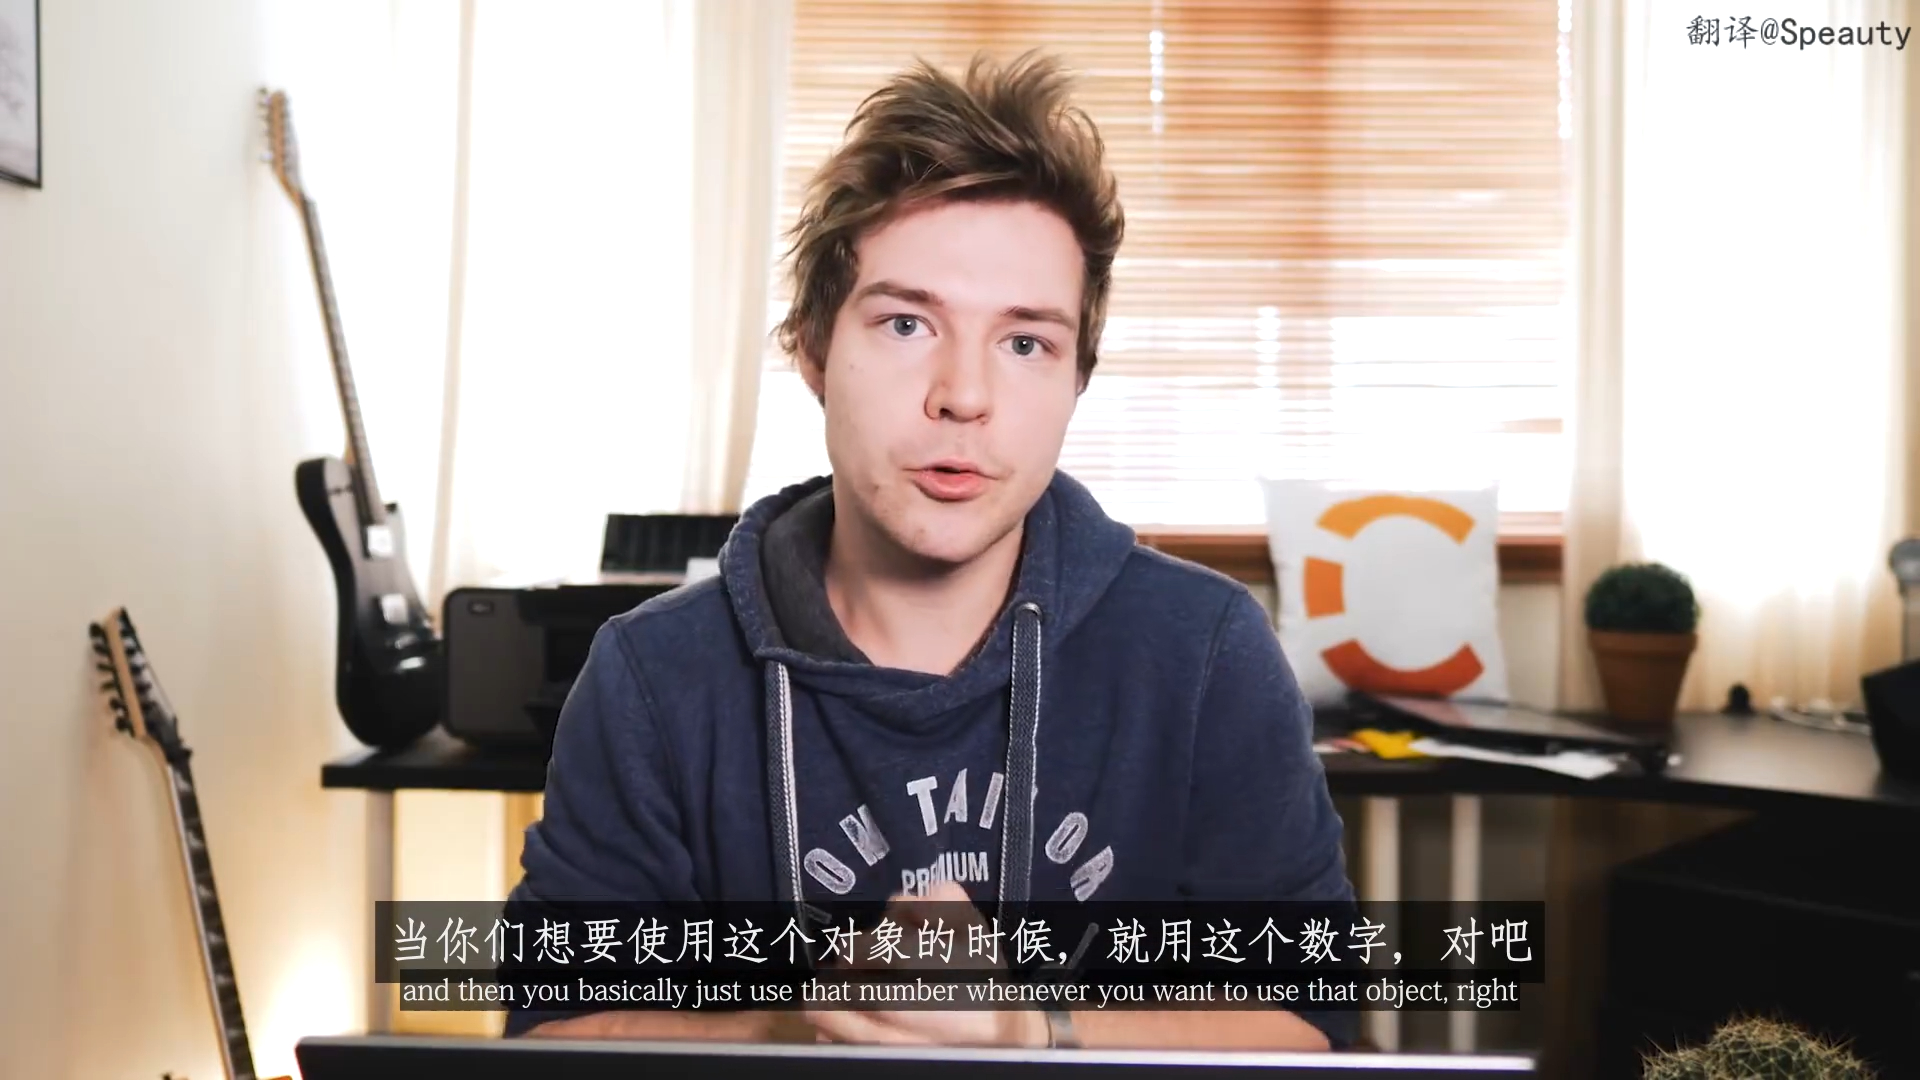 翻译@Speauty
TAILOR
PREMIUM
当你们想要使用这个对象的时候，就用这个数字，对吧
and then you basically just use that number whenever you want to use that object, right